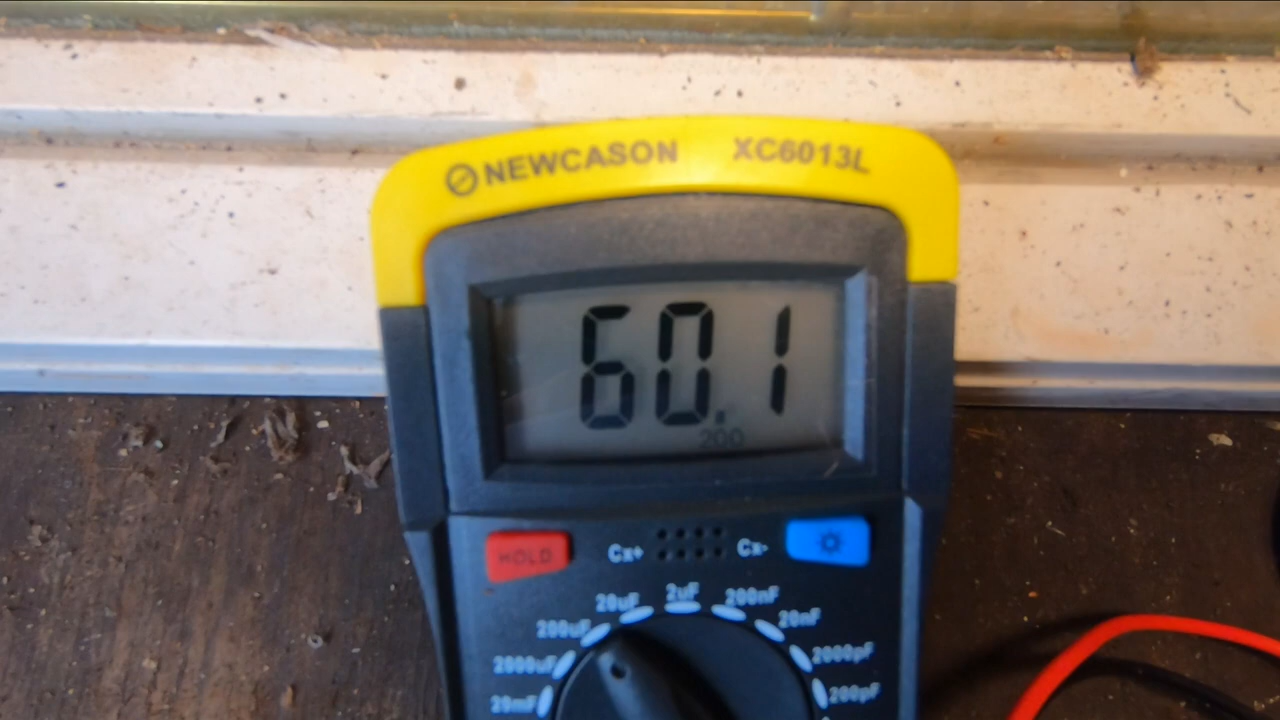 NEWCASON XC6013L
60.1
200
HOLD Cx+ Cx-
2uF
20uF 200nF
200uF 20nF
2000uF 2000pF
20mF 200pF